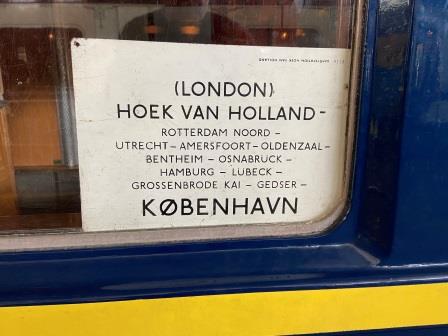 (LONDON)
HOEK VAN HOLLAND -
ROTTERDAM NOORD -
UTRECHT - AMERSFOORT - OLDENZAAL -
BENTHEIM - OSNABRUCK -
HAMBURG - LUBECK -
GROSSENBRODE KAI - GEDSER -
KØBENHAVN